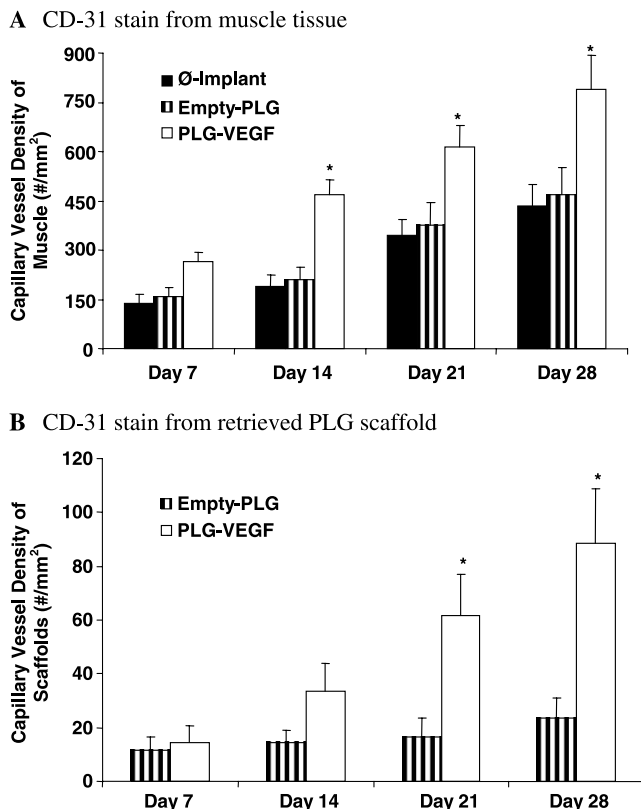 A CD-31 stain from muscle tissue
Capillary Vessel Density of
Muscle (#/mm²)
900
750
600
450
300
150
0
Ø-Implant
Empty-PLG
PLG-VEGF
*
*
*
Day 7 Day 14 Day 21 Day 28
B CD-31 stain from retrieved PLG scaffold
Capillary Vessel Density of
Scaffolds (#/mm²)
120
100
80
60
40
20
0
Empty-PLG
PLG-VEGF
*
*
Day 7 Day 14 Day 21 Day 28